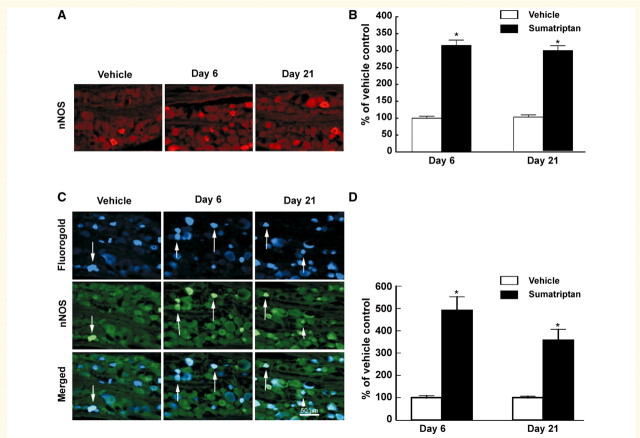 A
Vehicle Day 6 Day 21
nNOS
B
Vehicle
Sumatriptan
% of vehicle control
400
350
300
250
200
150
100
50
0
* *
Day 6 Day 21
C
Vehicle Day 6 Day 21
Fluorogold
nNOS
Merged
D
Vehicle
Sumatriptan
% of vehicle control
600
500
400
300
200
100
0
* *
Day 6 Day 21